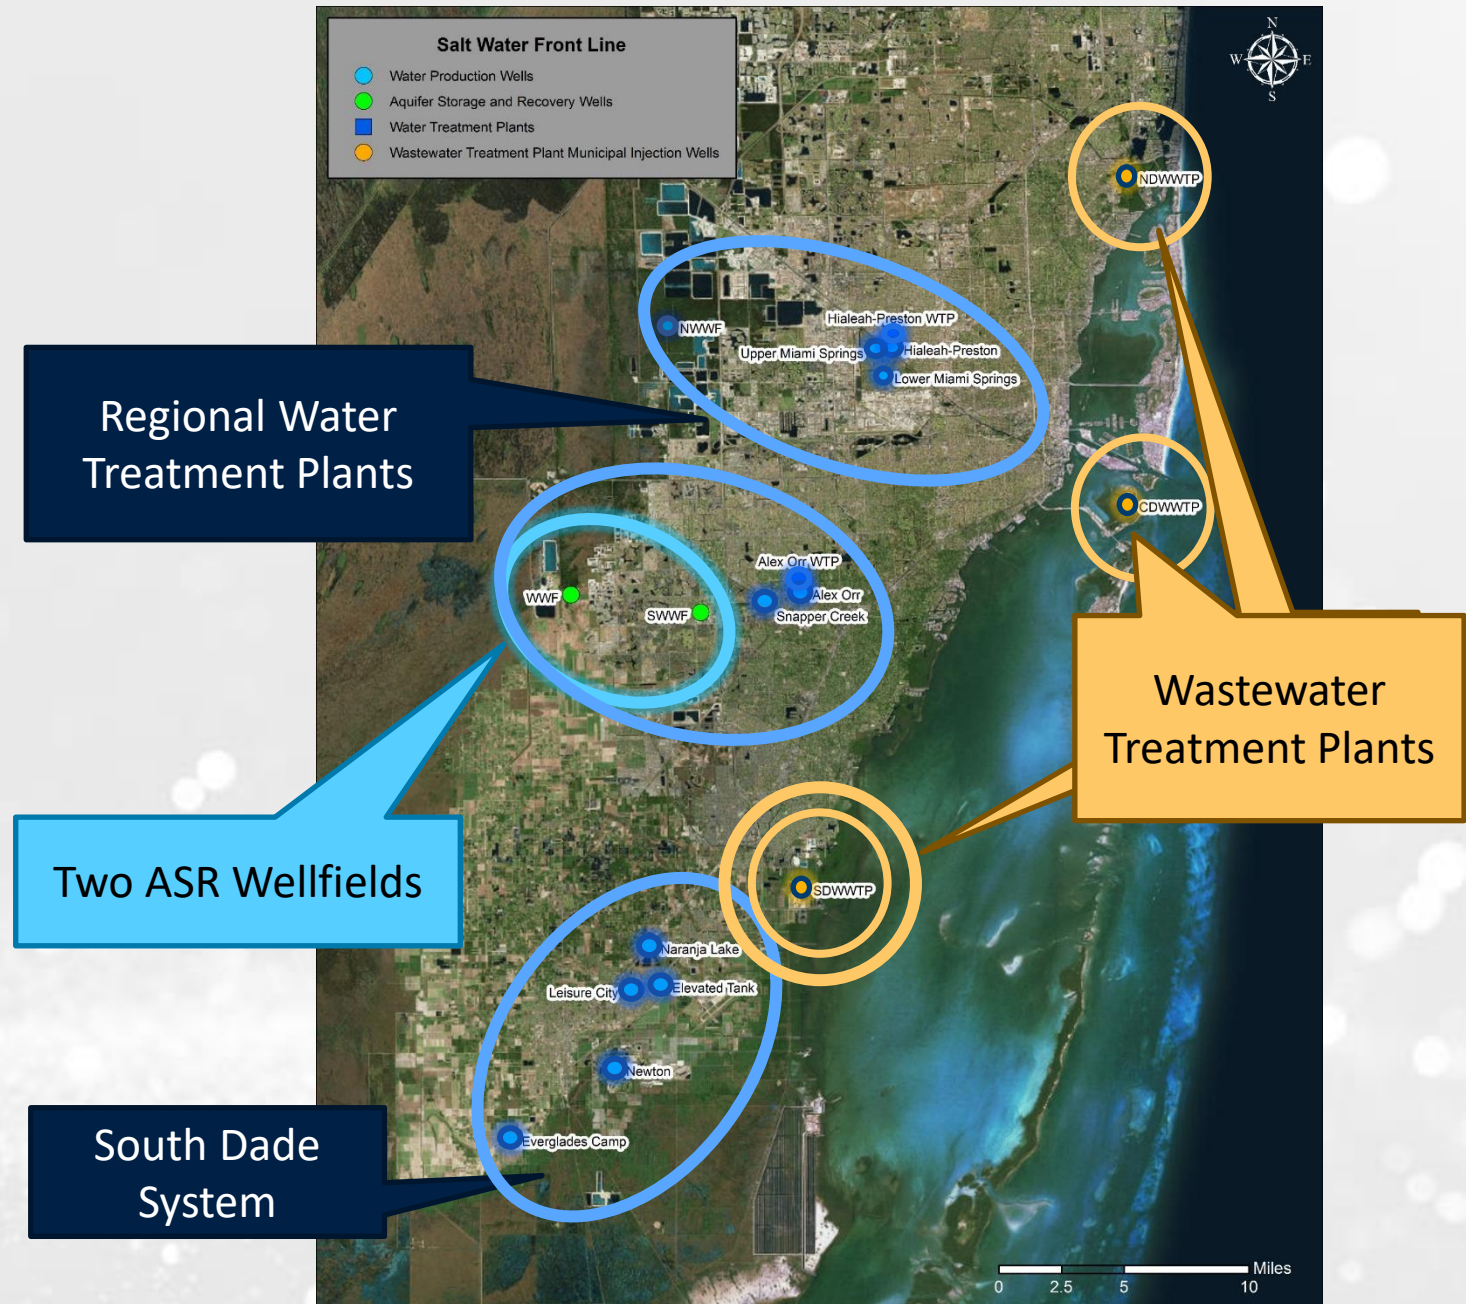 Salt Water Front Line
Water Production Wells
Aquifer Storage and Recovery Wells
Water Treatment Plants
Wastewater Treatment Plant Municipal Injection Wells
N
W
E
S
NDWWTP
NWWF
Hialeah-Preston WTP
Upper Miami Springs
Hialeah-Preston
Lower Miami Springs
Regional Water
Treatment Plants
CDWWTP
Alex Orr WTP
WWF
Alex Orr
SWWF
Snapper Creek
Wastewater
Treatment Plants
Two ASR Wellfields
SDWWTP
Naranja Lake
Leisure City
Elevated Tank
Newton
Everglades Camp
South Dade
System
Miles
0 2.5 5 10